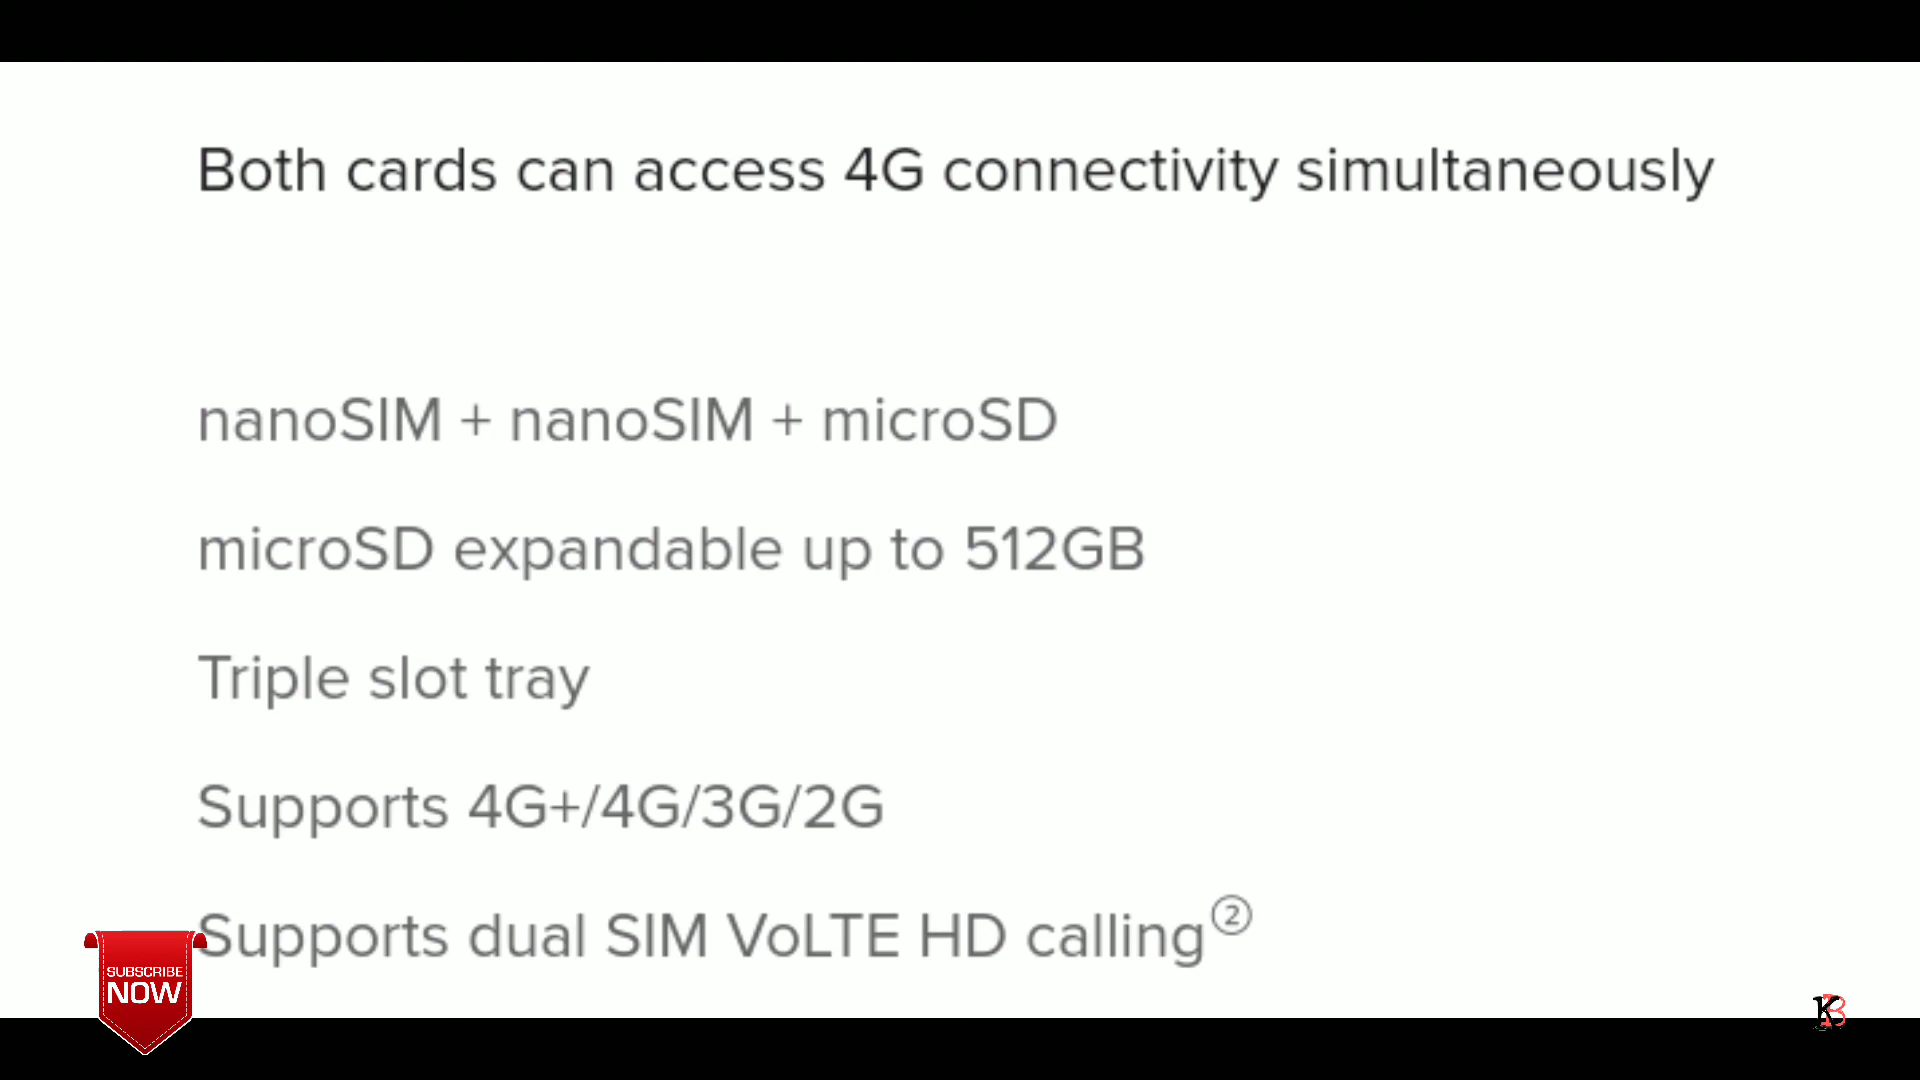 Both cards can access 4G connectivity simultaneously
nanoSIM + nanoSIM + microSD
microSD expandable up to 512GB
Triple slot tray
Supports 4G+/4G/3G/2G
Supports dual SIM VoLTE HD calling②
SUBSCRIBE
NOW
KB